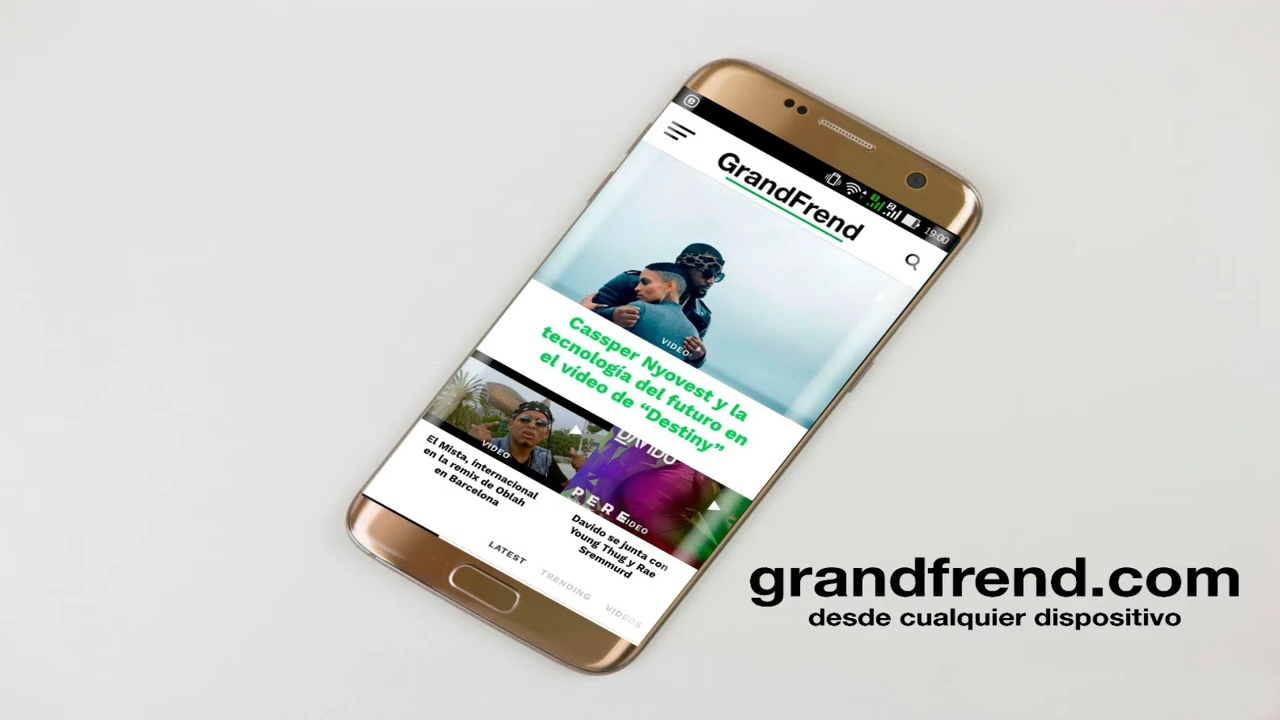 19:00
GrandFrend
VIDEO
Cassper Nyovest y la
tecnología del futuro en
el vídeo de “Destiny”
VIDEO
El Mista, internacional
en la remix de Oblah
en Barcelona
DAVIDO
RERE
VIDEO
Davido se junta con
Young Thug y Rae
Sremmurd
LATEST
TRENDING
VIDEOS
grandfrend.com
desde cualquier dispositivo